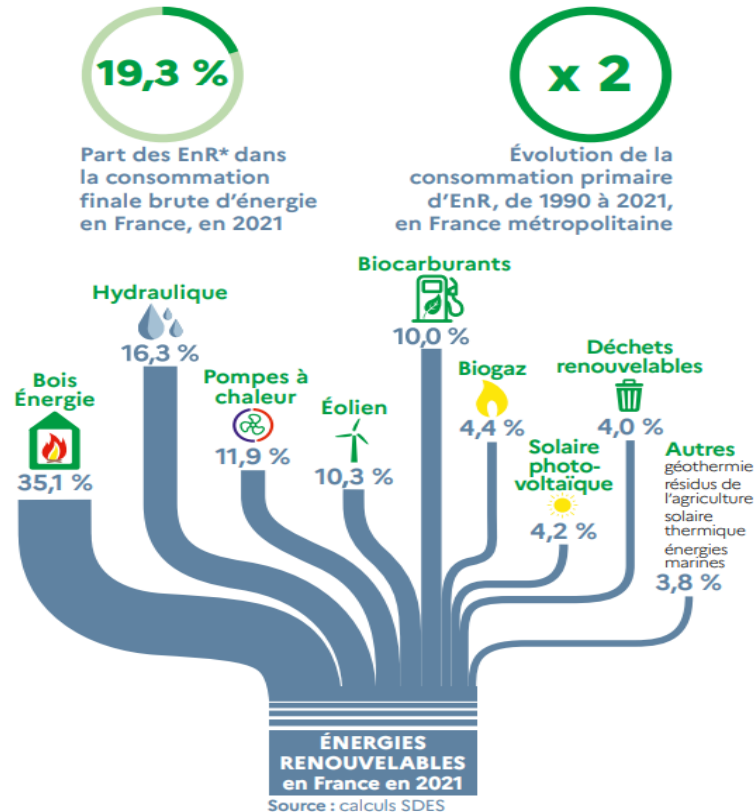 19,3 %
Part des EnR* dans
la consommation
finale brute d'énergie
en France, en 2021
x 2
Évolution de la
consommation primaire
d'EnR, de 1990 à 2021,
en France métropolitaine
Bois
Énergie
35,1 %
Hydraulique
16,3 %
Pompes à
chaleur
11,9 %
Éolien
10,3 %
Biocarburants
10,0 %
Biogaz
4,4 %
Solaire
photo-
voltaïque
4,2 %
Déchets
renouvelables
4,0 %
Autres
géothermie
résidus de
l'agriculture
solaire
thermique
énergies
marines
3,8 %
ÉNERGIES
RENOUVELABLES
en France en 2021
Source : calculs SDES